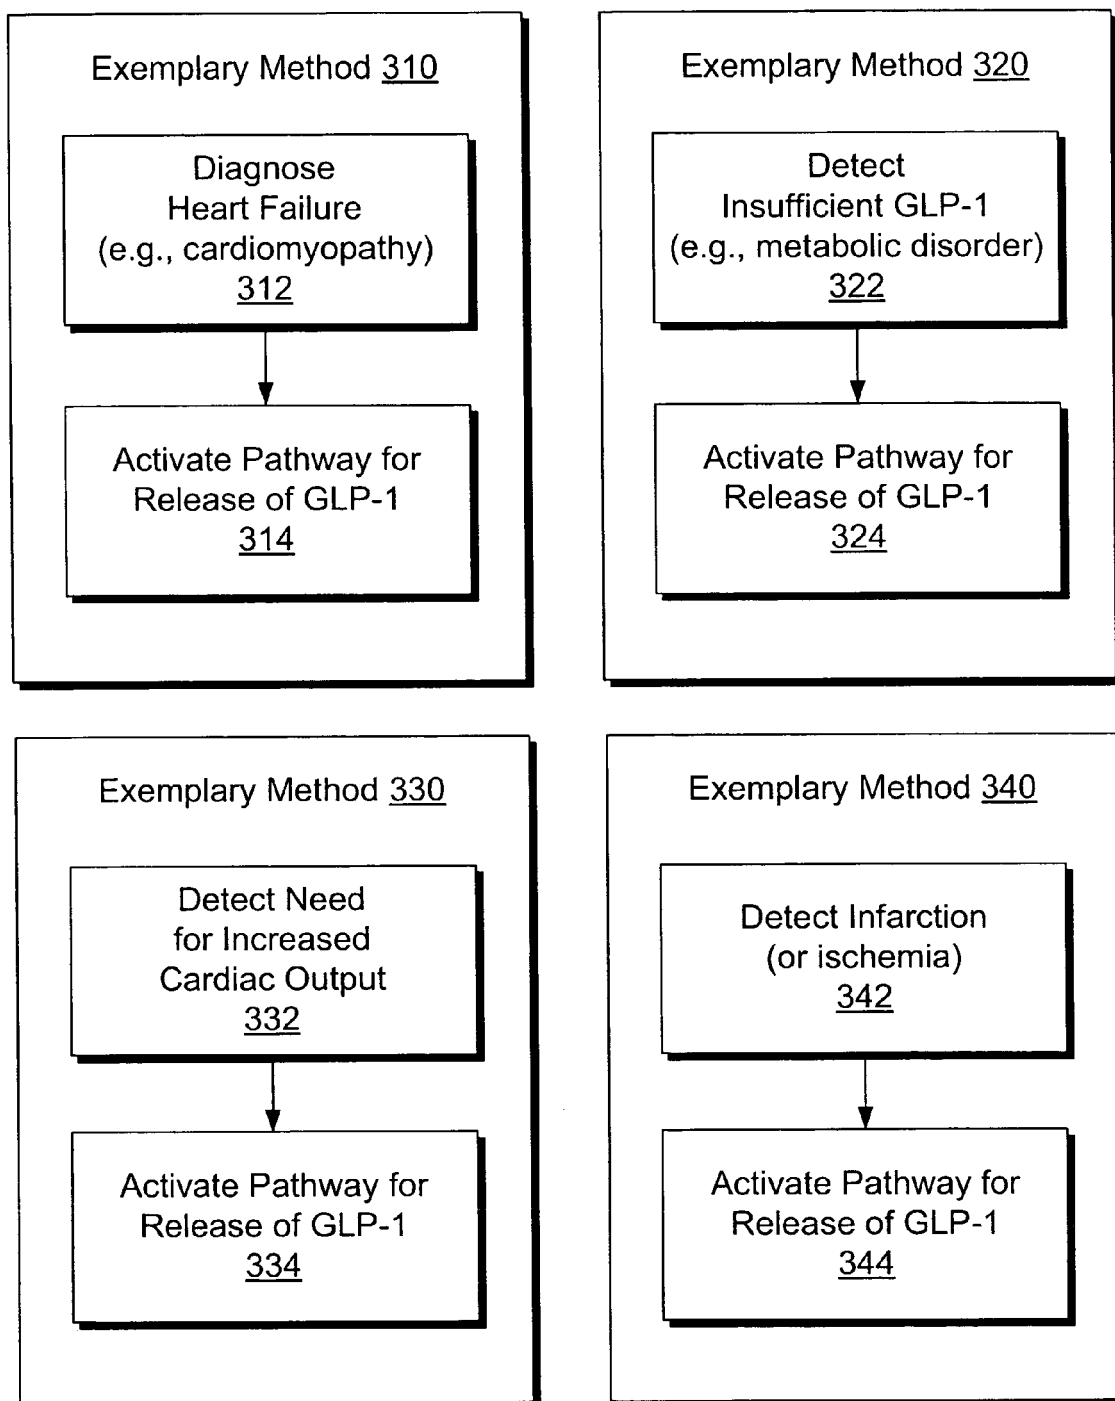 Exemplary Method 310
Diagnose
Heart Failure
(e.g., cardiomyopathy)
312
Activate Pathway for
Release of GLP-1
314
Exemplary Method 320
Detect
Insufficient GLP-1
(e.g., metabolic disorder)
322
Activate Pathway for
Release of GLP-1
324
Exemplary Method 330
Detect Need
for Increased
Cardiac Output
332
Activate Pathway for
Release of GLP-1
334
Exemplary Method 340
Detect Infarction
(or ischemia)
342
Activate Pathway for
Release of GLP-1
344